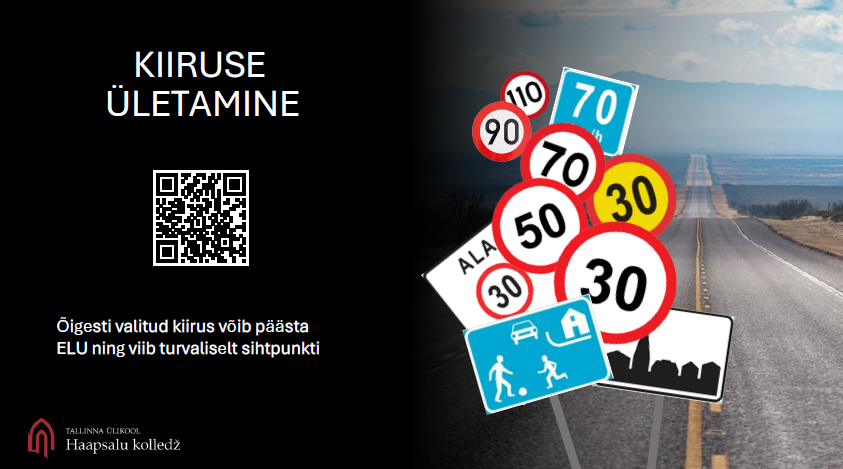 KIIRUSE
ÜLETAMINE
110
70
/h
90
70
30
50
ALA
30
30
Õigesti valitud kiirus võib päästa
ELU ning viib turvaliselt sihtpunkti
TALLINNA ÜLIKOOL
Haapsalu kolledž